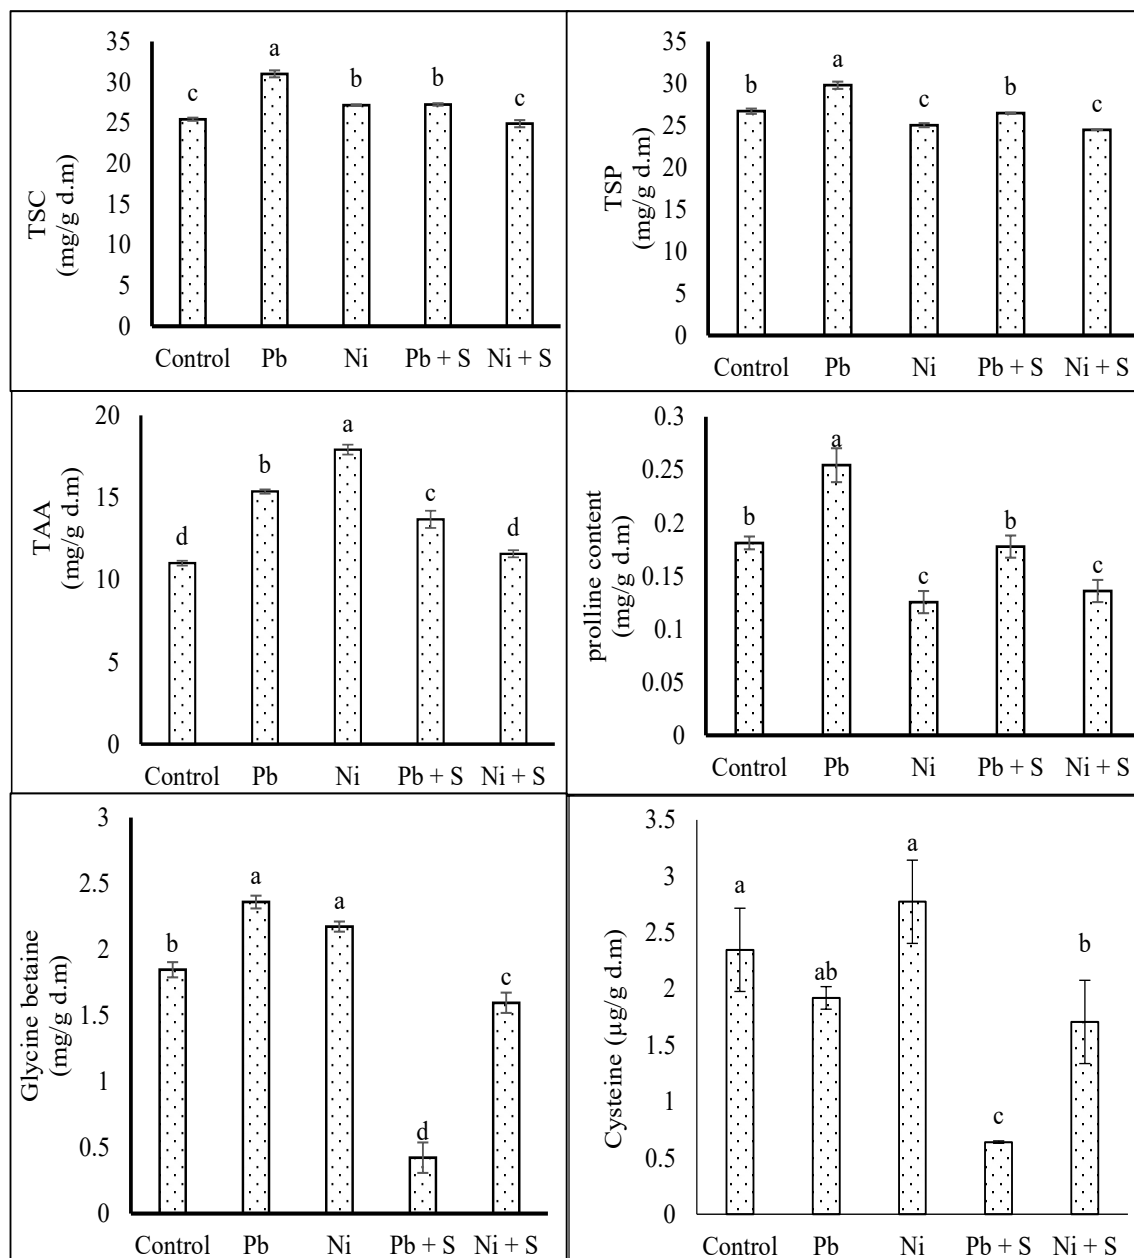 35
30
25
20
15
10
5
0
TSC
(mg/g d.m)
c
a
b
b
c
Control Pb Ni Pb + S Ni + S
35
30
25
20
15
10
5
0
TSP
(mg/g d.m)
b
a
c
b
c
Control Pb Ni Pb + S Ni + S
20
15
10
5
0
TAA
(mg/g d.m)
d
b
a
c
d
Control Pb Ni Pb + S Ni + S
0.3
0.25
0.2
0.15
0.1
0.05
0
prolline content
(mg/g d.m)
b
a
c
b
c
Control Pb Ni Pb + S Ni + S
3
2.5
2
1.5
1
0.5
0
Glycine betaine
(mg/g d.m)
b
a
a
d
c
Control Pb Ni Pb + S Ni + S
3.5
3
2.5
2
1.5
1
0.5
0
Cysteine (µg/g d.m)
a
ab
a
c
b
Control Pb Ni Pb + S Ni + S